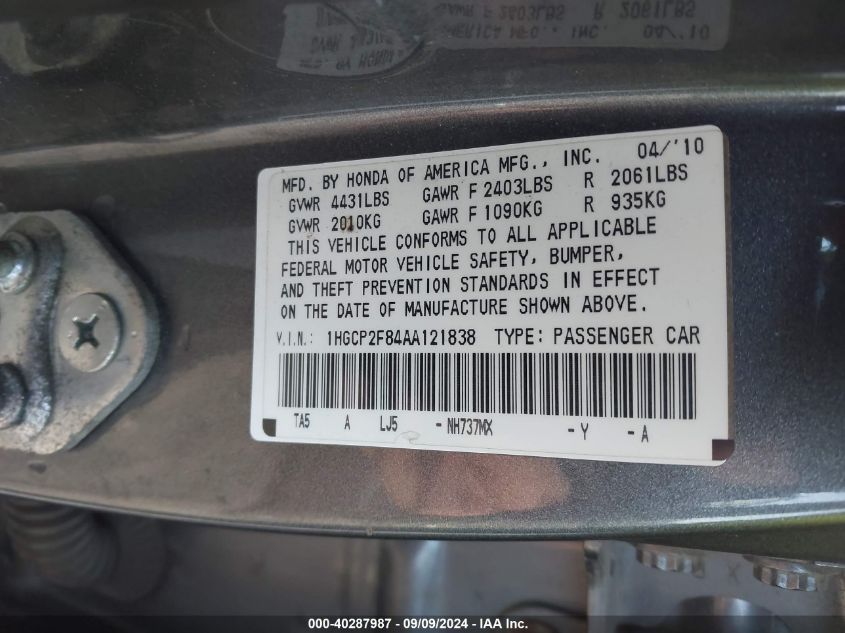 MFD. BY HONDA OF AMERICA MFG., INC. 04/'10
GVWR 4431LBS GAWR F 2403LBS R 2061LBS
GVWR 2010KG GAWR F 1090KG R 935KG
THIS VEHICLE CONFORMS TO ALL APPLICABLE
FEDERAL MOTOR VEHICLE SAFETY, BUMPER,
AND THEFT PREVENTION STANDARDS IN EFFECT
ON THE DATE OF MANUFACTURE SHOWN ABOVE.
V.I.N.: 1HGCP2F84AA121838 TYPE: PASSENGER CAR
TA5 A LJ5 - NH737MX - Y - A
000-40287987 - 09/09/2024 - IAA Inc.